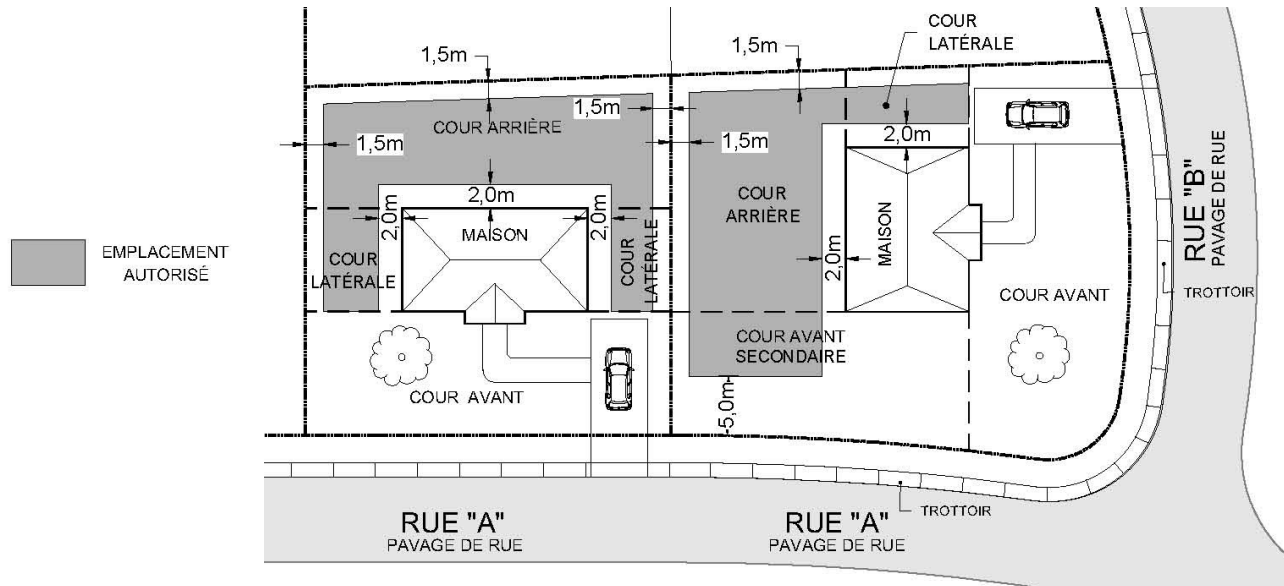 EMPLACEMENT
AUTORISÉ
1,5m
COUR ARRIÈRE
1,5m
1,5m
2,0m
2,0m
2,0m
MAISON
COUR
LATÉRALE
COUR
LATÉRALE
COUR AVANT
1,5m
COUR
LATÉRALE
1,5m
2,0m
COUR
ARRIÈRE
2,0m
MAISON
COUR AVANT
SECONDAIRE
5,0m
COUR AVANT
RUE "B"
PAVAGE DE RUE
TROTTOIR
TROTTOIR
RUE "A"
PAVAGE DE RUE
RUE "A"
PAVAGE DE RUE